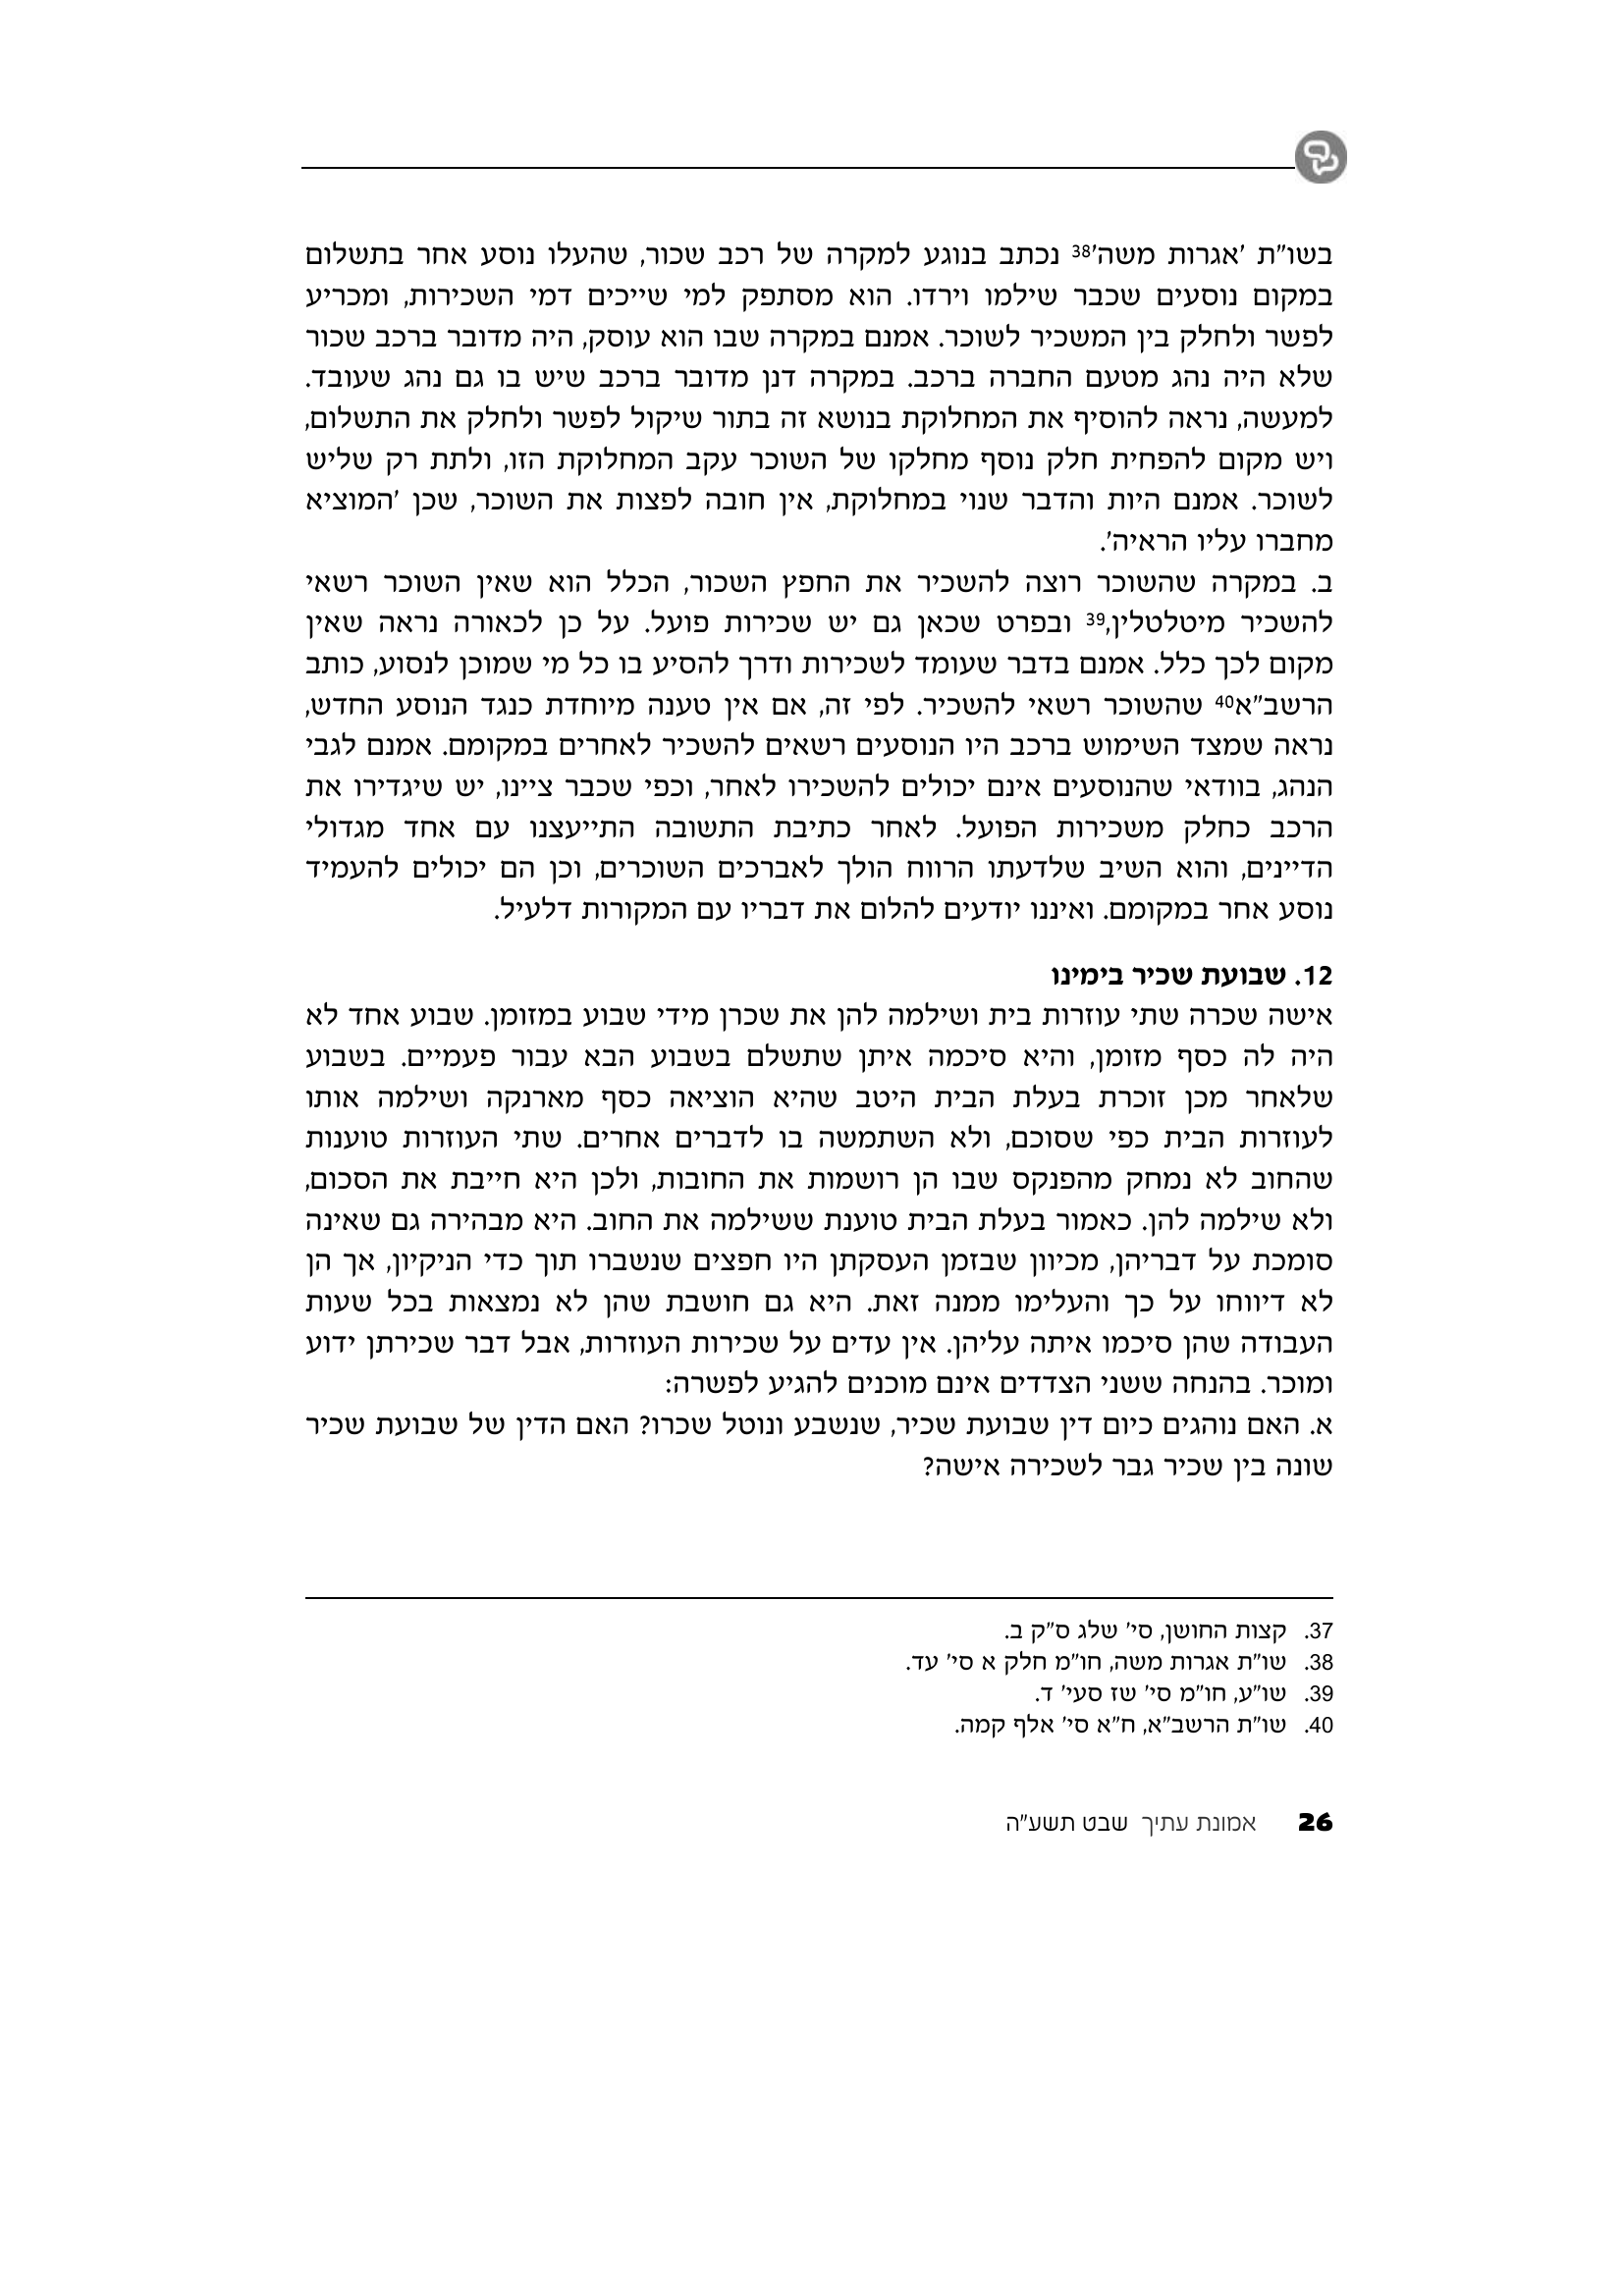 בשו"ת 'אגרות משה'38 נכתב בנוגע למקרה של רכב שכור, שהעלו נוסע אחר בתשלום
במקום נוסעים שכבר שילמו וירדו. הוא מסתפק למי שייכים דמי השכירות, ומכריע
לפשר ולחלק בין המשכיר לשוכר. אמנם במקרה שבו הוא עוסק, היה מדובר ברכב שכור
שלא היה נהג מטעם החברה ברכב. במקרה דנן מדובר ברכב שיש בו גם נהג שעובד.
למעשה, נראה להוסיף את המחלוקת בנושא זה בתור שיקול לפשר ולחלק את התשלום,
ויש מקום להפחית חלק נוסף מחלקו של השוכר עקב המחלוקת הזו, ולתת רק שליש
לשוכר. אמנם היות והדבר שנוי במחלוקת, אין חובה לפצות את השוכר, שכן 'המוציא
מחברו עליו הראיה'.
ב. במקרה שהשוכר רוצה להשכיר את החפץ השכור, הכלל הוא שאין השוכר רשאי
להשכיר מיטלטלין,39 ובפרט שכאן גם יש שכירות פועל. על כן לכאורה נראה שאין
מקום לכך כלל. אמנם בדבר שעומד לשכירות ודרך להסיע בו כל מי שמוכן לנסוע, כותב
הרשב"א40 שהשוכר רשאי להשכיר. לפי זה, אם אין טענה מיוחדת כנגד הנוסע החדש,
נראה שמצד השימוש ברכב היו הנוסעים רשאים להשכיר לאחרים במקומם. אמנם לגבי
הנהג, בוודאי שהנוסעים אינם יכולים להשכירו לאחר, וכפי שכבר ציינו, יש שיגדירו את
הרכב כחלק משכירות הפועל. לאחר כתיבת התשובה התייעצנו עם אחד מגדולי
הדיינים, והוא השיב שלדעתו הרווח הולך לאברכים השוכרים, וכן הם יכולים להעמיד
נוסע אחר במקומם. ואיננו יודעים להלום את דבריו עם המקורות דלעיל.
12. שבועת שכיר בימינו
אישה שכרה שתי עוזרות בית ושילמה להן את שכרן מידי שבוע במזומן. שבוע אחד לא
היה לה כסף מזומן, והיא סיכמה איתן שתשלם בשבוע הבא עבור פעמיים. בשבוע
שלאחר מכן זוכרת בעלת הבית היטב שהיא הוציאה כסף מארנקה ושילמה אותו
לעוזרות הבית כפי שסוכם, ולא השתמשה בו לדברים אחרים. שתי העוזרות טוענות
שהחוב לא נמחק מהפנקס שבו הן רושמות את החובות, ולכן היא חייבת את הסכום,
ולא שילמה להן. כאמור בעלת הבית טוענת ששילמה את החוב. היא מבהירה גם שאינה
סומכת על דבריהן, מכיוון שבזמן העסקתן היו חפצים שנשברו תוך כדי הניקיון, אך הן
לא דיווחו על כך והעלימו ממנה זאת. היא גם חושבת שהן לא נמצאות בכל שעות
העבודה שהן סיכמו איתה עליהן. אין עדים על שכירות העוזרות, אבל דבר שכירתן ידוע
ומוכר. בהנחה ששני הצדדים אינם מוכנים להגיע לפשרה:
א. האם נוהגים כיום דין שבועת שכיר, שנשבע ונוטל שכרו? האם הדין של שבועת שכיר
שונה בין שכיר גבר לשכירה אישה?
37. קצות החושן, סי' שלג ס"ק ב.
38. שו"ת אגרות משה, חו"מ חלק א סי' עד.
39. שו"ע, חו"מ סי' שז סעי' ד.
40. שו"ת הרשב"א, ח"א סי' אלף קמה.
26 אמונת עתיך שבט תשע"ה